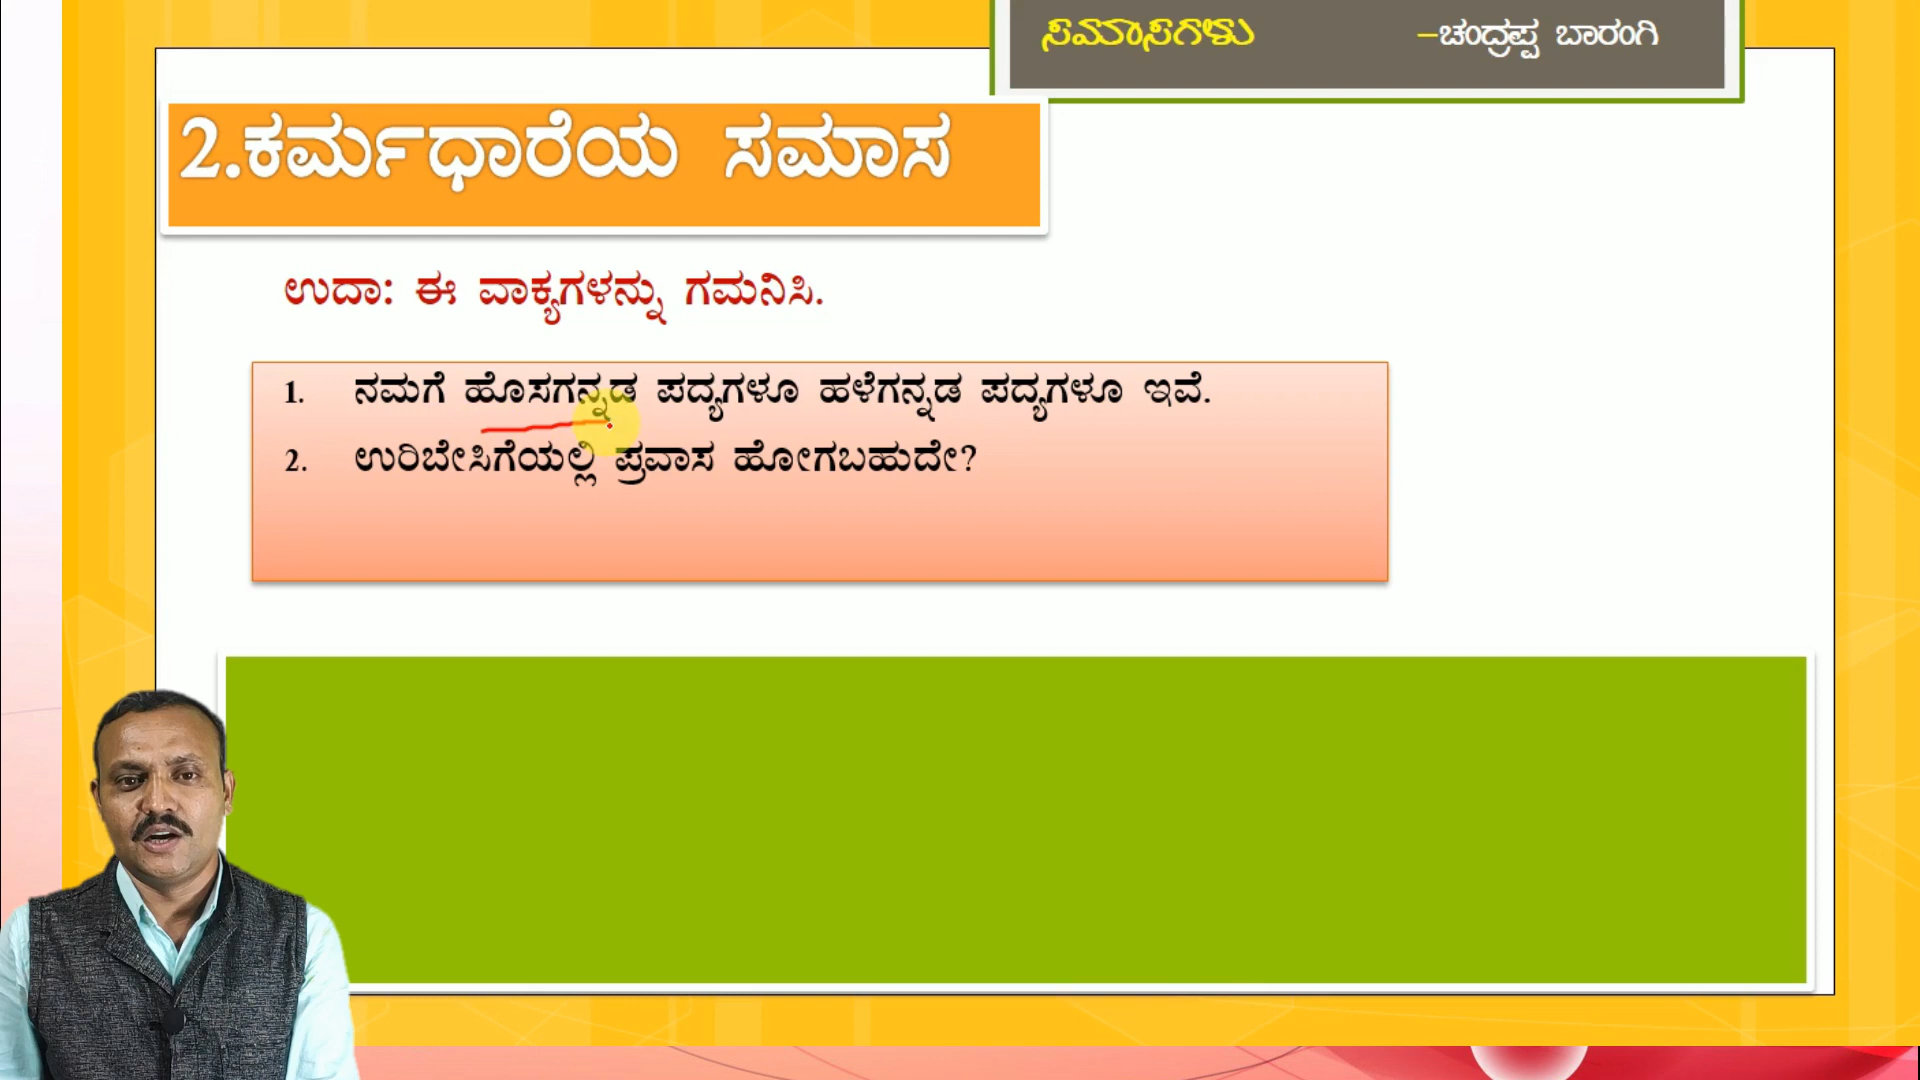 ಸಮಾಸಗಳು –ಚಂದ್ರಪ್ಪ ಬಾರಂಗಿ
2.ಕರ್ಮಧಾರೆಯ ಸಮಾಸ
ಉದಾ: ಈ ವಾಕ್ಯಗಳನ್ನು ಗಮನಿಸಿ.
1. ನಮಗೆ ಹೊಸಗನ್ನಡ ಪದ್ಯಗಳೂ ಹಳೆಗನ್ನಡ ಪದ್ಯಗಳೂ ಇವೆ.
2. ಉರಿಬೇಸಿಗೆಯಲ್ಲಿ ಪ್ರವಾಸ ಹೋಗಬಹುದೇ?